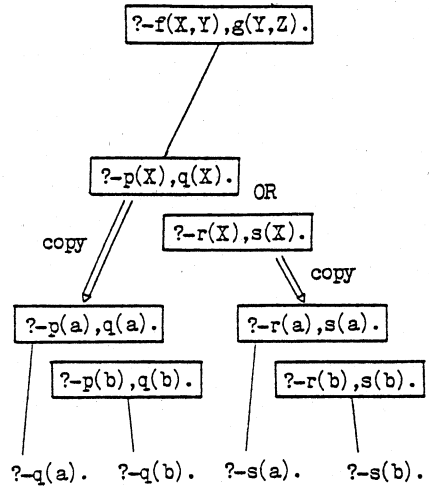 ?-f(X,Y),g(Y,Z).
?-p(X),q(X).
OR
?-r(X),s(X).
copy
copy
?-p(a),q(a).
?-r(a),s(a).
?-p(b),q(b).
?-r(b),s(b).
?-q(a).
?-q(b).
?-s(a).
?-s(b).